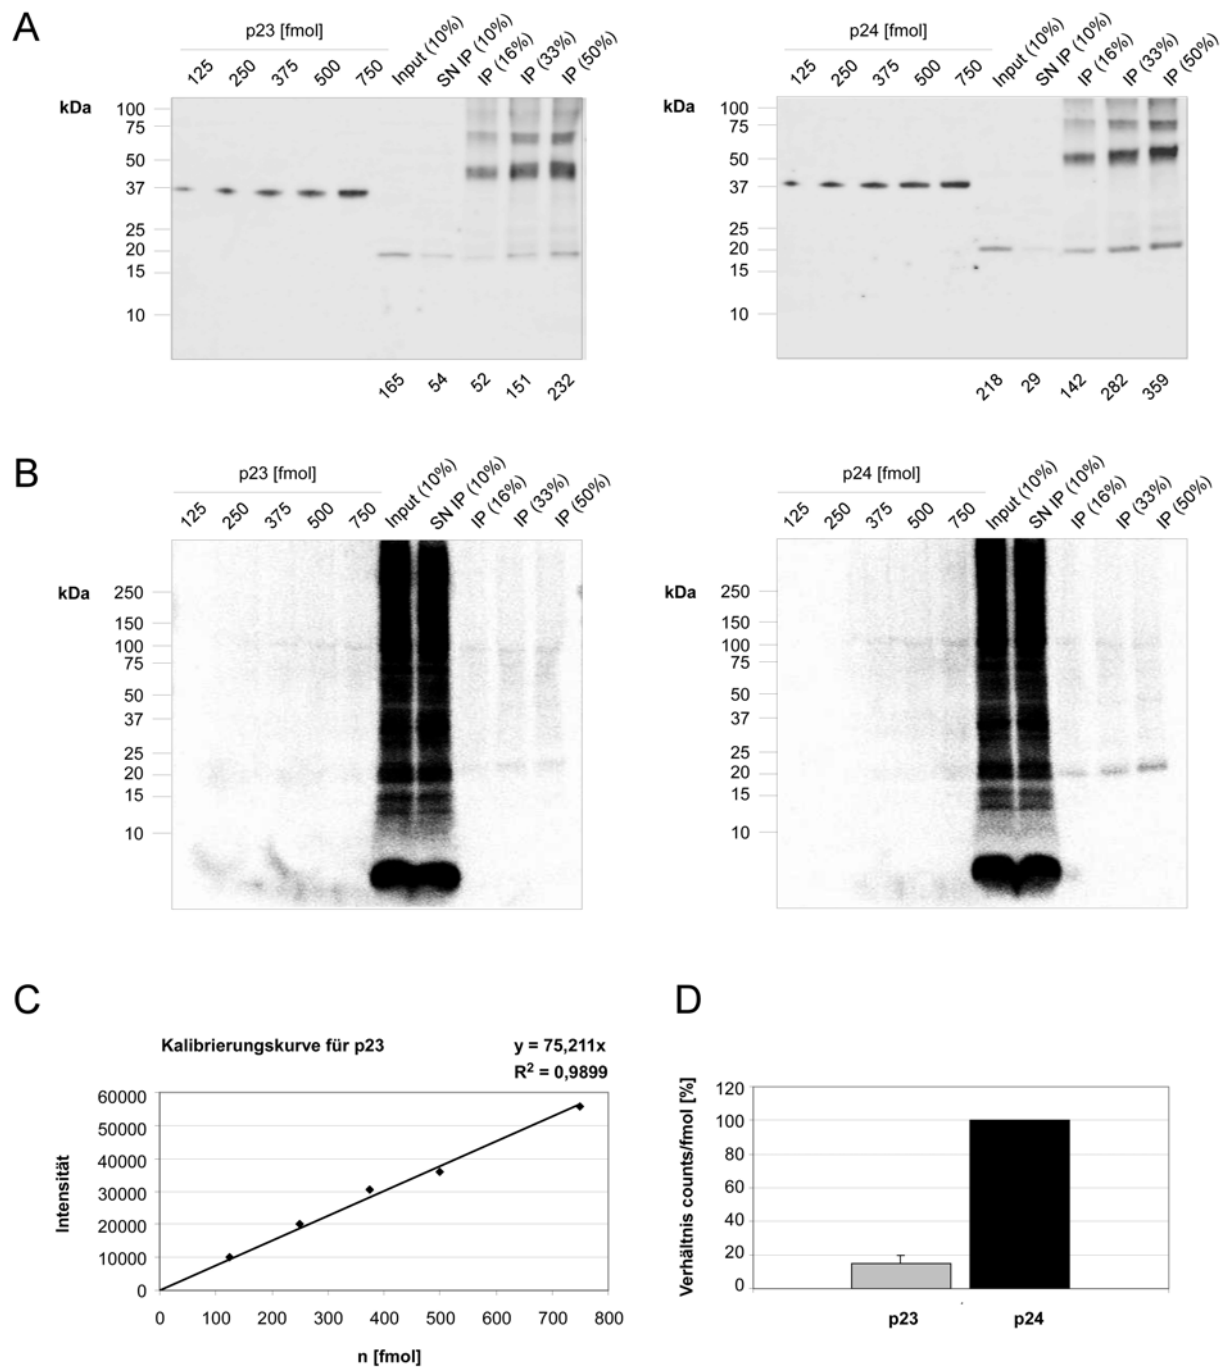 A
p23 [fmol]
125 250 375 500 750 Input (10%) SN IP (10%) IP (16%) IP (33%) IP (50%)
kDa
100
75
50
37
25
20
15
10
165 54 52 151 232
p24 [fmol]
125 250 375 500 750 Input (10%) SN IP (10%) IP (16%) IP (33%) IP (50%)
kDa
100
75
50
37
25
20
15
10
218 29 142 282 359
B
p23 [fmol]
125 250 375 500 750 Input (10%) SN IP (10%) IP (16%) IP (33%) IP (50%)
kDa
250
150
100
75
50
37
25
20
15
10
p24 [fmol]
125 250 375 500 750 Input (10%) SN IP (10%) IP (16%) IP (33%) IP (50%)
kDa
250
150
100
75
50
37
25
20
15
10
C
Kalibrierungskurve für p23
y = 75,211x
R² = 0,9899
Intensität
60000
50000
40000
30000
20000
10000
0
0 100 200 300 400 500 600 700 800
n [fmol]
D
Verhältnis counts/fmol [%]
120
100
80
60
40
20
0
p23 p24